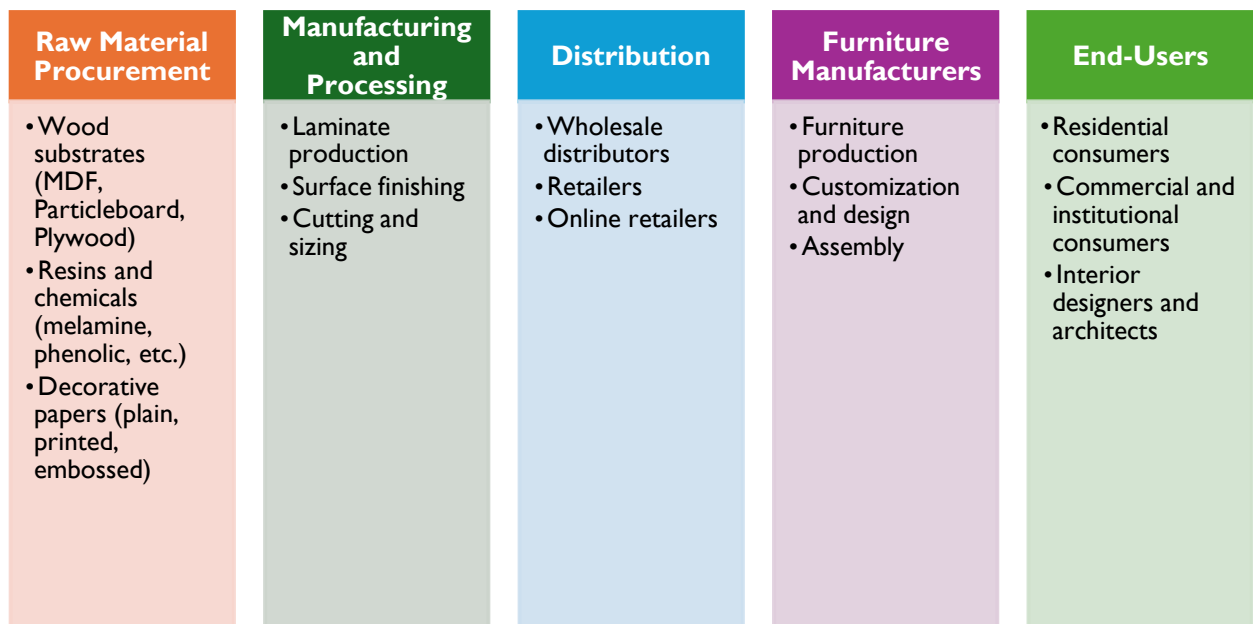 Raw Material
Procurement
• Wood
substrates
(MDF,
Particleboard,
Plywood)
• Resins and
chemicals
(melamine,
phenolic, etc.)
• Decorative
papers (plain,
printed,
embossed)
Manufacturing
and
Processing
• Laminate
production
• Surface finishing
• Cutting and
sizing
Distribution
• Wholesale
distributors
• Retailers
• Online retailers
Furniture
Manufacturers
• Furniture
production
• Customization
and design
• Assembly
End-Users
• Residential
consumers
• Commercial and
institutional
consumers
• Interior
designers and
architects